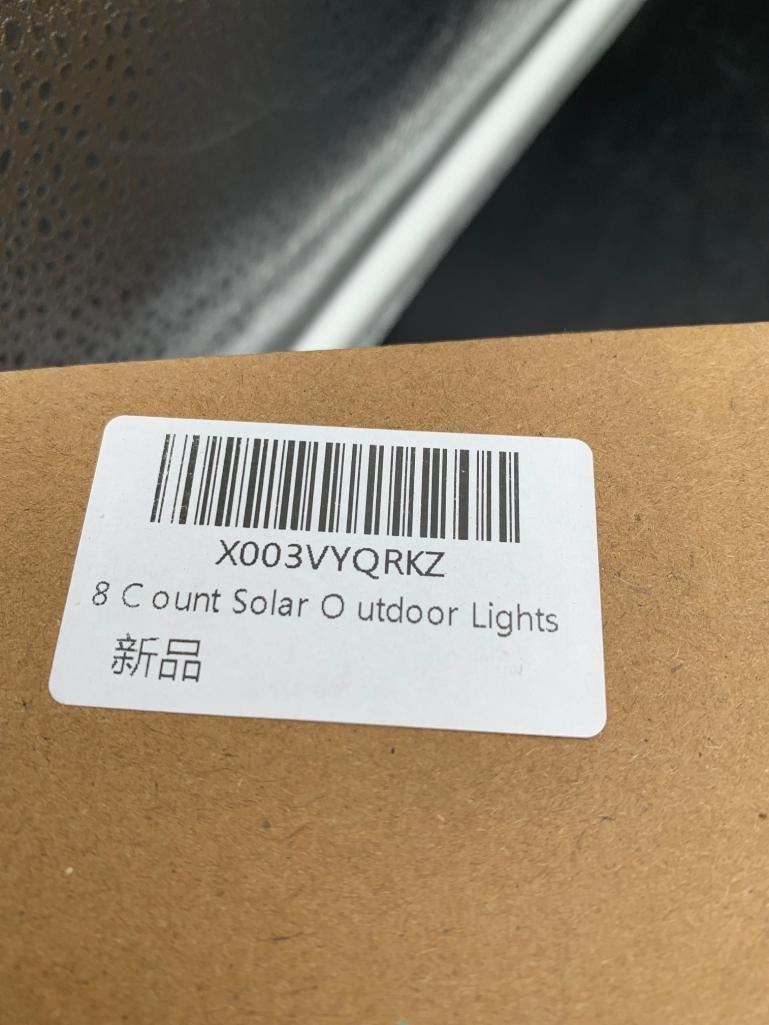 X003VYQRKZ
8 C ount Solar O utdoor Lights
新品